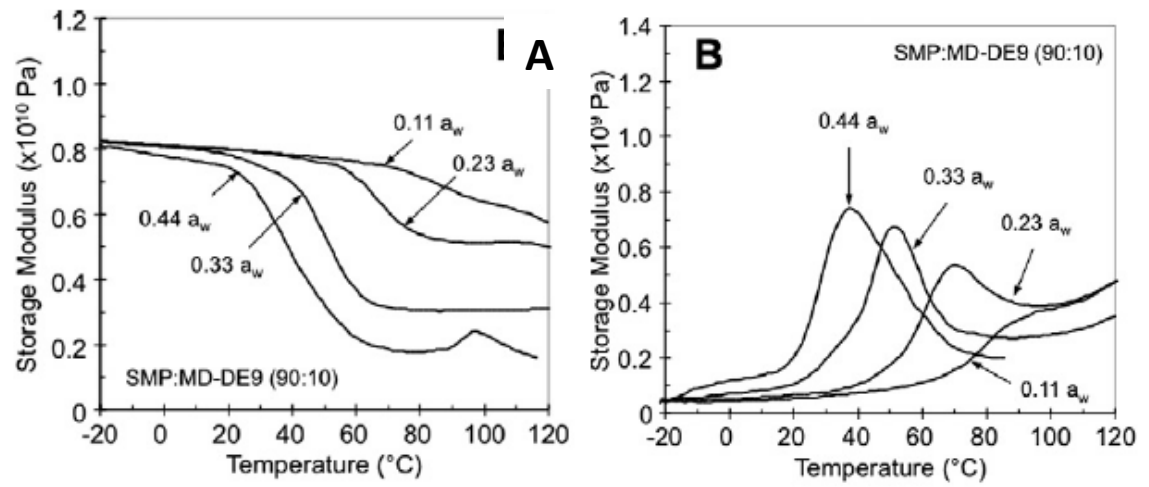 I A
1.2
1.0
0.8
0.6
0.4
0.2
0
-20 0 20 40 60 80 100 120
Temperature (°C)
Storage Modulus (x10¹⁰ Pa)
0.11 aw
0.23 aw
0.44 aw
0.33 aw
SMP:MD-DE9 (90:10)
B
SMP:MD-DE9 (90:10)
1.4
1.2
1.0
0.8
0.6
0.4
0.2
0
-20 0 20 40 60 80 100 120
Temperature (°C)
Storage Modulus (x10⁹ Pa)
0.44 aw
0.33 aw
0.23 aw
0.11 aw